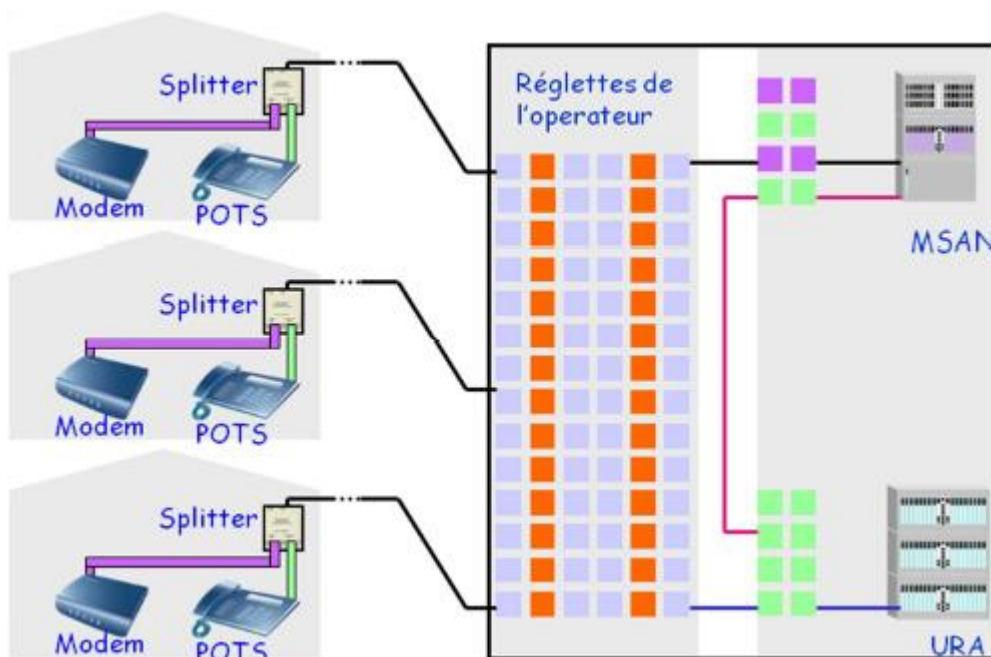 Splitter
Modem
POTS
Splitter
Modem
POTS
Splitter
Modem
POTS
Réglettes de
l'operateur
MSAN
URA